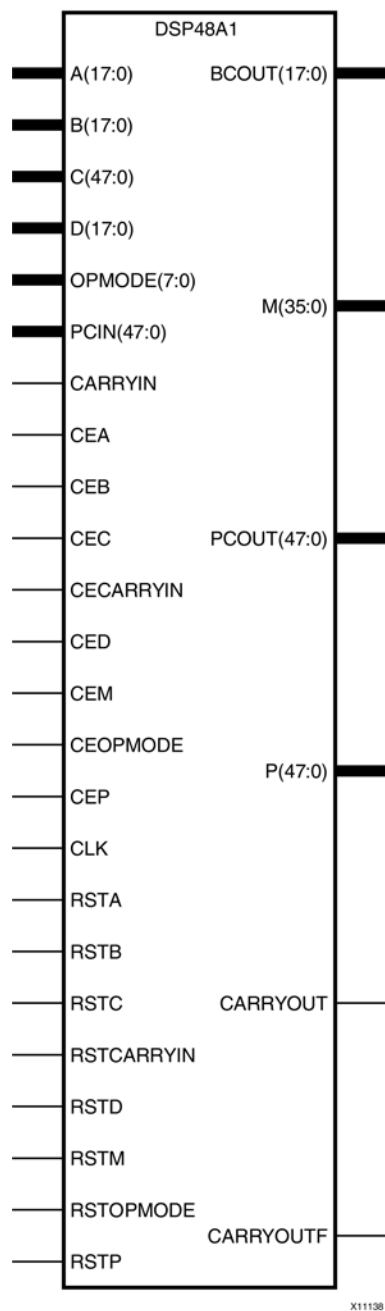 DSP48A1
A(17:0)
BCOUT(17:0)
B(17:0)
C(47:0)
D(17:0)
OPMODE(7:0)
M(35:0)
PCIN(47:0)
CARRYIN
CEA
CEB
CEC
PCOUT(47:0)
CECARRYIN
CED
CEM
CEOPMODE
P(47:0)
CEP
CLK
RSTA
RSTB
RSTC
CARRYOUT
RSTCARRYIN
RSTD
RSTM
RSTOPMODE
CARRYOUTF
RSTP
X11138